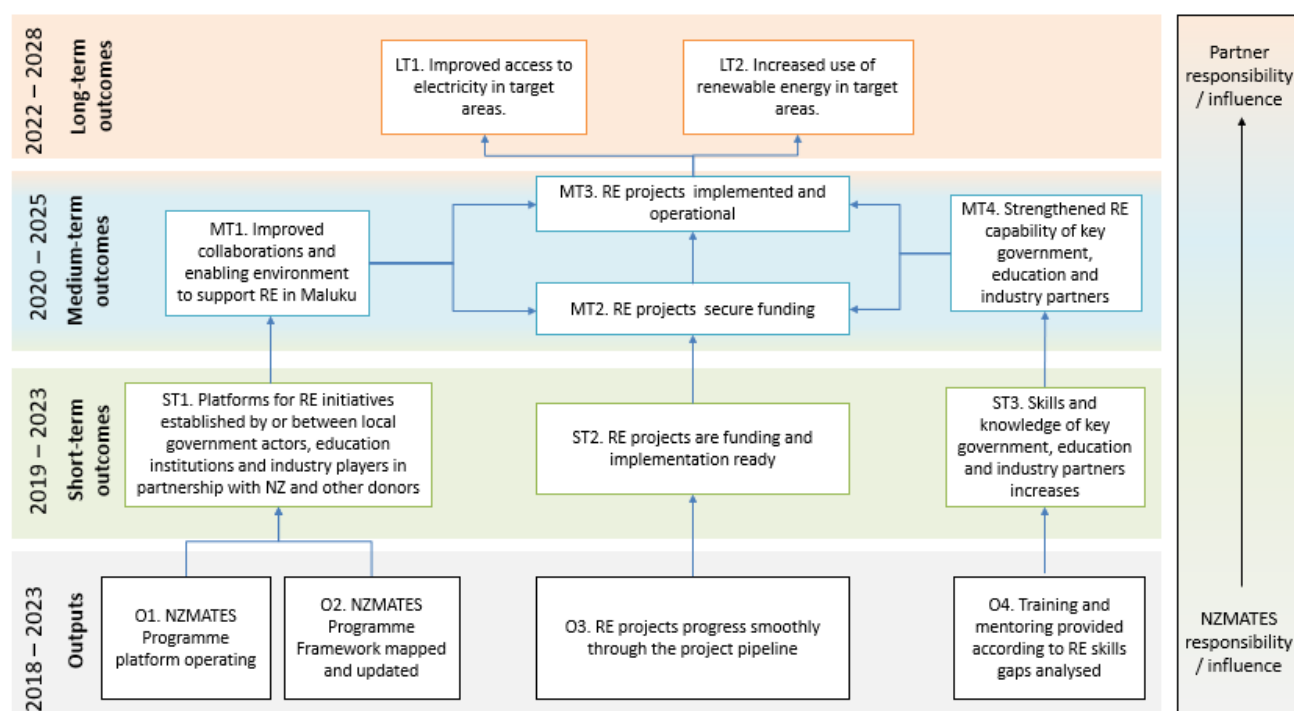 2022 – 2028
Long-term
outcomes
LT1. Improved access to
electricity in target
areas.
LT2. Increased use of
renewable energy in target
areas.
2020 – 2025
Medium-term
outcomes
MT1. Improved
collaborations and
enabling environment
to support RE in Maluku
MT3. RE projects implemented and
operational
MT2. RE projects secure funding
MT4. Strengthened RE
capability of key
government,
education and
industry partners
2019 – 2023
Short-term
outcomes
ST1. Platforms for RE initiatives
established by or between local
government actors, education
institutions and industry players in
partnership with NZ and other donors
ST2. RE projects are funding and
implementation ready
ST3. Skills and
knowledge of key
government, education
and industry partners
increases
2018 – 2023
Outputs
O1. NZMATES
Programme
platform operating
O2. NZMATES
Programme
Framework mapped
and updated
O3. RE projects progress smoothly
through the project pipeline
O4. Training and
mentoring provided
according to RE skills
gaps analysed
Partner
responsibility
/ influence
NZMATES
responsibility
/ influence